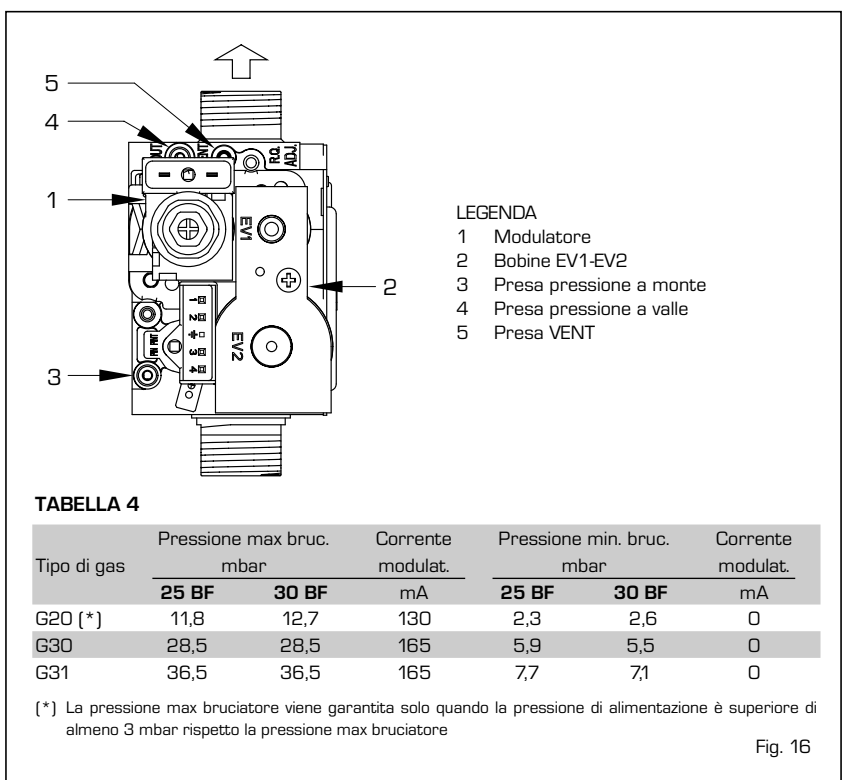 5
4
OUT
VENT
R.Q. ADJ.
1
EV1
2
1 2 3 4
EV2
3
LEGENDA
1 Modulatore
2 Bobine EV1-EV2
3 Presa pressione a monte
4 Presa pressione a valle
5 Presa VENT
TABELLA 4
Tipo di gas Pressione max bruc. mbar Corrente modulat. Pressione min. bruc. mbar Corrente modulat.
25 BF 30 BF mA 25 BF 30 BF mA
G20 (*) 11,8 12,7 130 2,3 2,6 0
G30 28,5 28,5 165 5,9 5,5 0
G31 36,5 36,5 165 7,7 7,1 0
(*) La pressione max bruciatore viene garantita solo quando la pressione di alimentazione è superiore di
almeno 3 mbar rispetto la pressione max bruciatore
Fig. 16